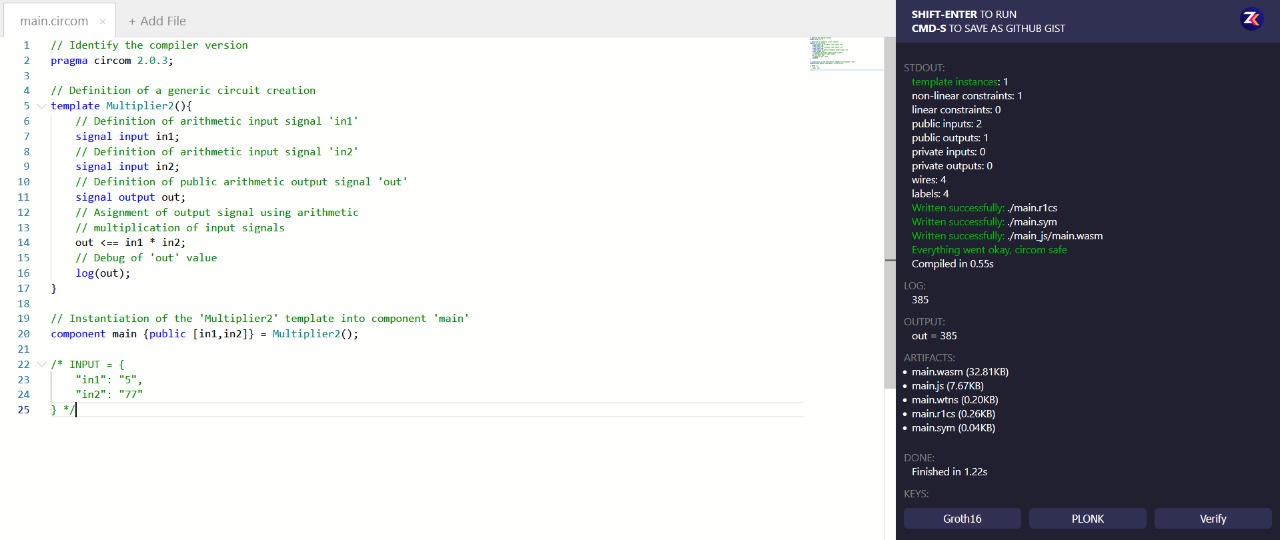 main.circom × + Add File
1 // Identify the compiler version
2 pragma circom 2.0.3;
3
4 // Definition of a generic circuit creation
5 template Multiplier2(){
6 // Definition of arithmetic input signal 'in1'
7 signal input in1;
8 // Definition of arithmetic input signal 'in2'
9 signal input in2;
10 // Definition of public arithmetic output signal 'out'
11 signal output out;
12 // Asignment of output signal using arithmetic
13 // multiplication of input signals
14 out <== in1 * in2;
15 // Debug of 'out' value
16 log(out);
17 }
18
19 // Instantiation of the 'Multiplier2' template into component 'main'
20 component main {public [in1,in2]} = Multiplier2();
21
22 /* INPUT = {
23 "in1": "5",
24 "in2": "77"
25 } */
SHIFT-ENTER TO RUN
CMD-S TO SAVE AS GITHUB GIST
ZK
STDOUT:
template instances: 1
non-linear constraints: 1
linear constraints: 0
public inputs: 2
public outputs: 1
private inputs: 0
private outputs: 0
wires: 4
labels: 4
Written successfully: ./main.r1cs
Written successfully: ./main.sym
Written successfully: ./main_js/main.wasm
Everything went okay, circom safe
Compiled in 0.55s
LOG:
385
OUTPUT:
out = 385
ARTIFACTS:
• main.wasm (32.81KB)
• main.js (7.67KB)
• main.wtns (0.20KB)
• main.r1cs (0.26KB)
• main.sym (0.04KB)
DONE:
Finished in 1.22s
KEYS:
Groth16 PLONK Verify